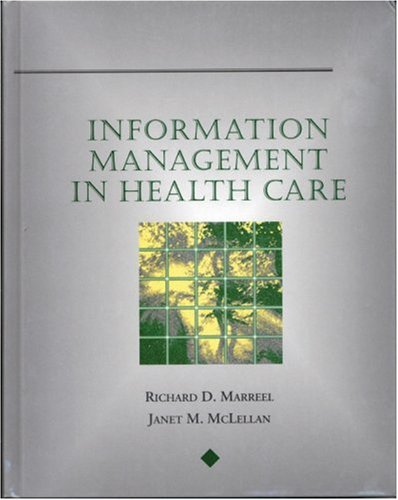 INFORMATION
MANAGEMENT
IN HEALTH CARE
RICHARD D. MARREEL
JANET M. MCLELLAN